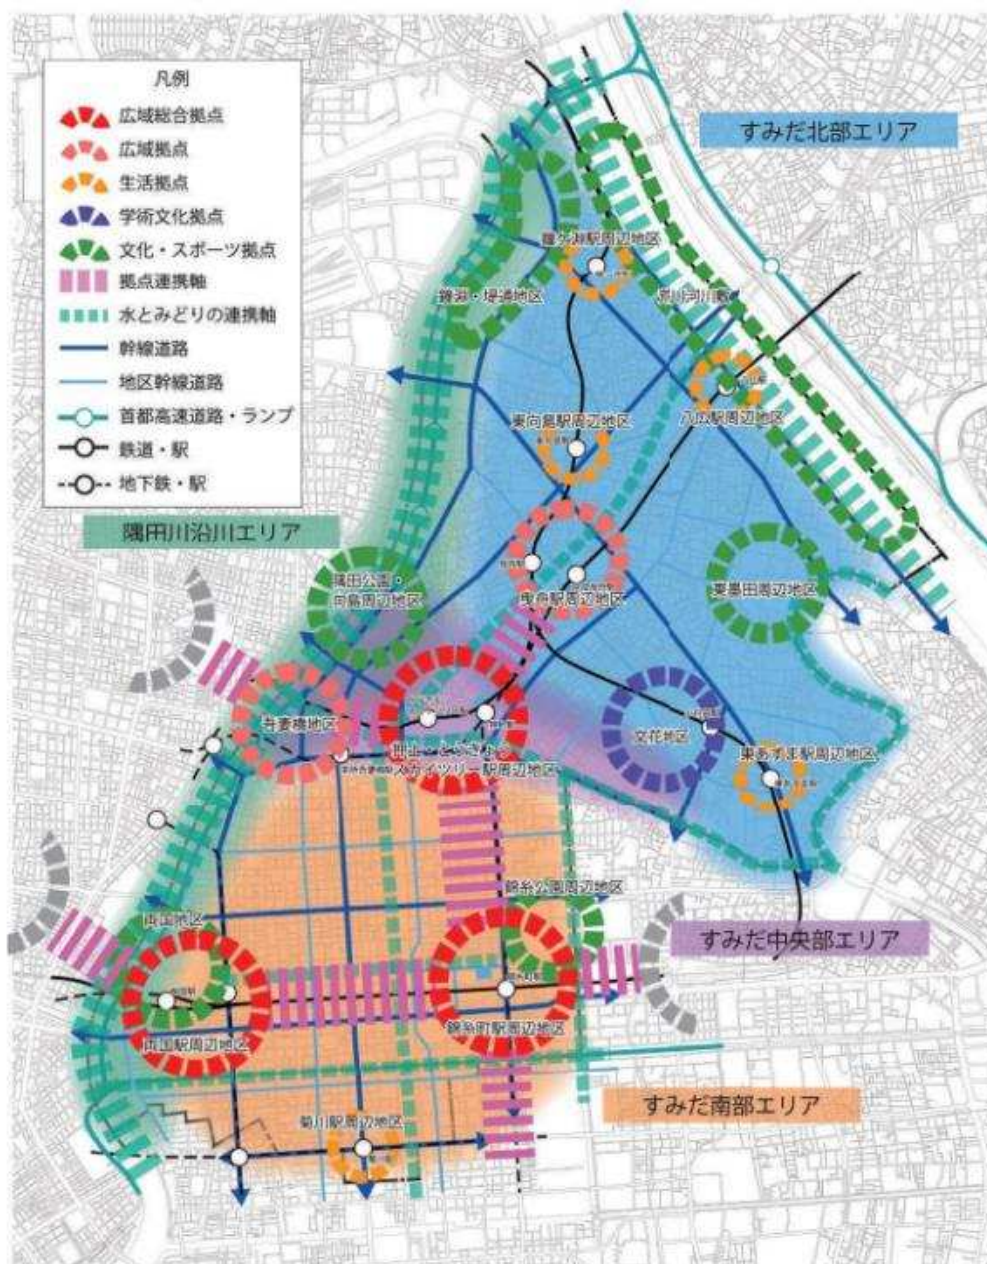 凡例
広域総合拠点
広域拠点
生活拠点
学術文化拠点
文化・スポーツ拠点
拠点連携軸
水とみどりの連携軸
幹線道路
地区幹線道路
首都高速道路・ランプ
鉄道・駅
地下鉄・駅
すみだ北部エリア
鐘ヶ淵駅周辺地区
鐘淵・堤通地区
荒川河川敷
東向島駅周辺地区
八広駅周辺地区
隅田川沿川エリア
隅田公園・
向島周辺地区
曳舟駅周辺地区
東墨田周辺地区
吾妻橋地区
押上・とうきょう
スカイツリー駅周辺地区
文花地区
東あずま駅周辺地区
錦糸公園周辺地区
両国地区
すみだ中央部エリア
両国駅周辺地区
錦糸町駅周辺地区
すみだ南部エリア
菊川駅周辺地区